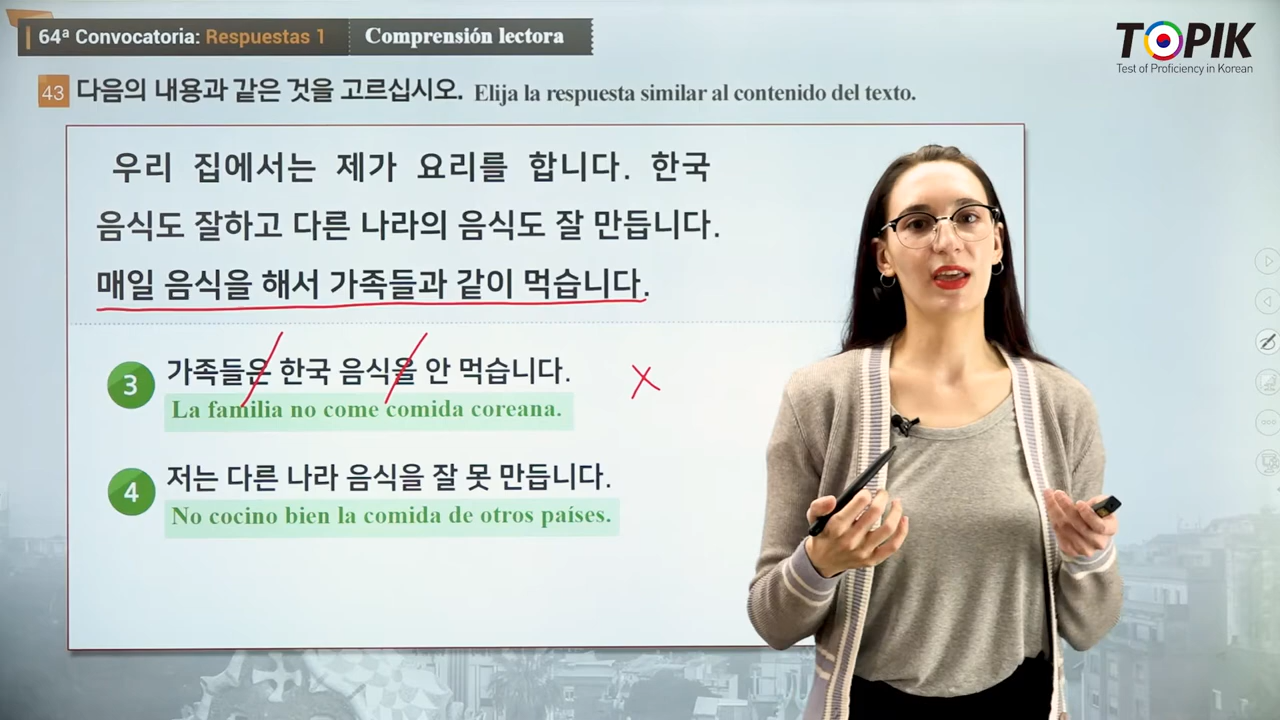 64ª Convocatoria: Respuestas 1 Comprensión lectora
TOPIK
Test of Proficiency in Korean
43 다음의 내용과 같은 것을 고르십시오. Elija la respuesta similar al contenido del texto.
우리 집에서는 제가 요리를 합니다. 한국
음식도 잘하고 다른 나라의 음식도 잘 만듭니다.
매일 음식을 해서 가족들과 같이 먹습니다.
3 가족들은 한국 음식을 안 먹습니다. X
La familia no come comida coreana.
4 저는 다른 나라 음식을 잘 못 만듭니다.
No cocino bien la comida de otros países.